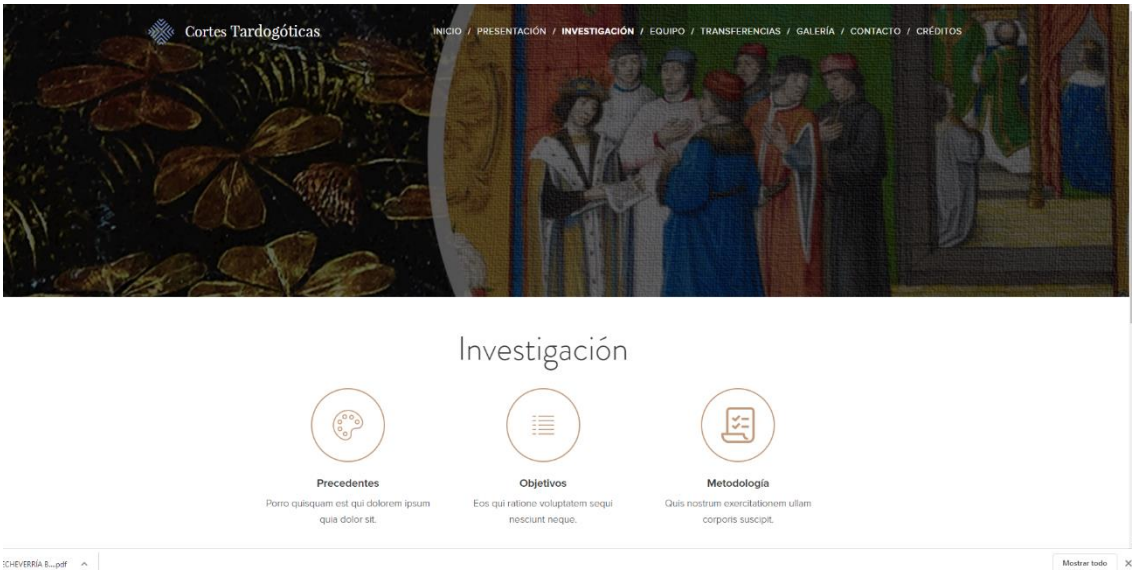 Cortes Tardogóticas
INICIO / PRESENTACIÓN / INVESTIGACIÓN / EQUIPO / TRANSFERENCIAS / GALERÍA / CONTACTO / CRÉDITOS
Investigación
Precedentes
Porro quisquam est qui dolorem ipsum
quia dolor sit.
Objetivos
Eos qui ratione voluptatem sequi
nesciunt neque.
Metodología
Quis nostrum exercitationem ullam
corporis suscipit.
ECHEVERRÍA B....pdf
Mostrar todo